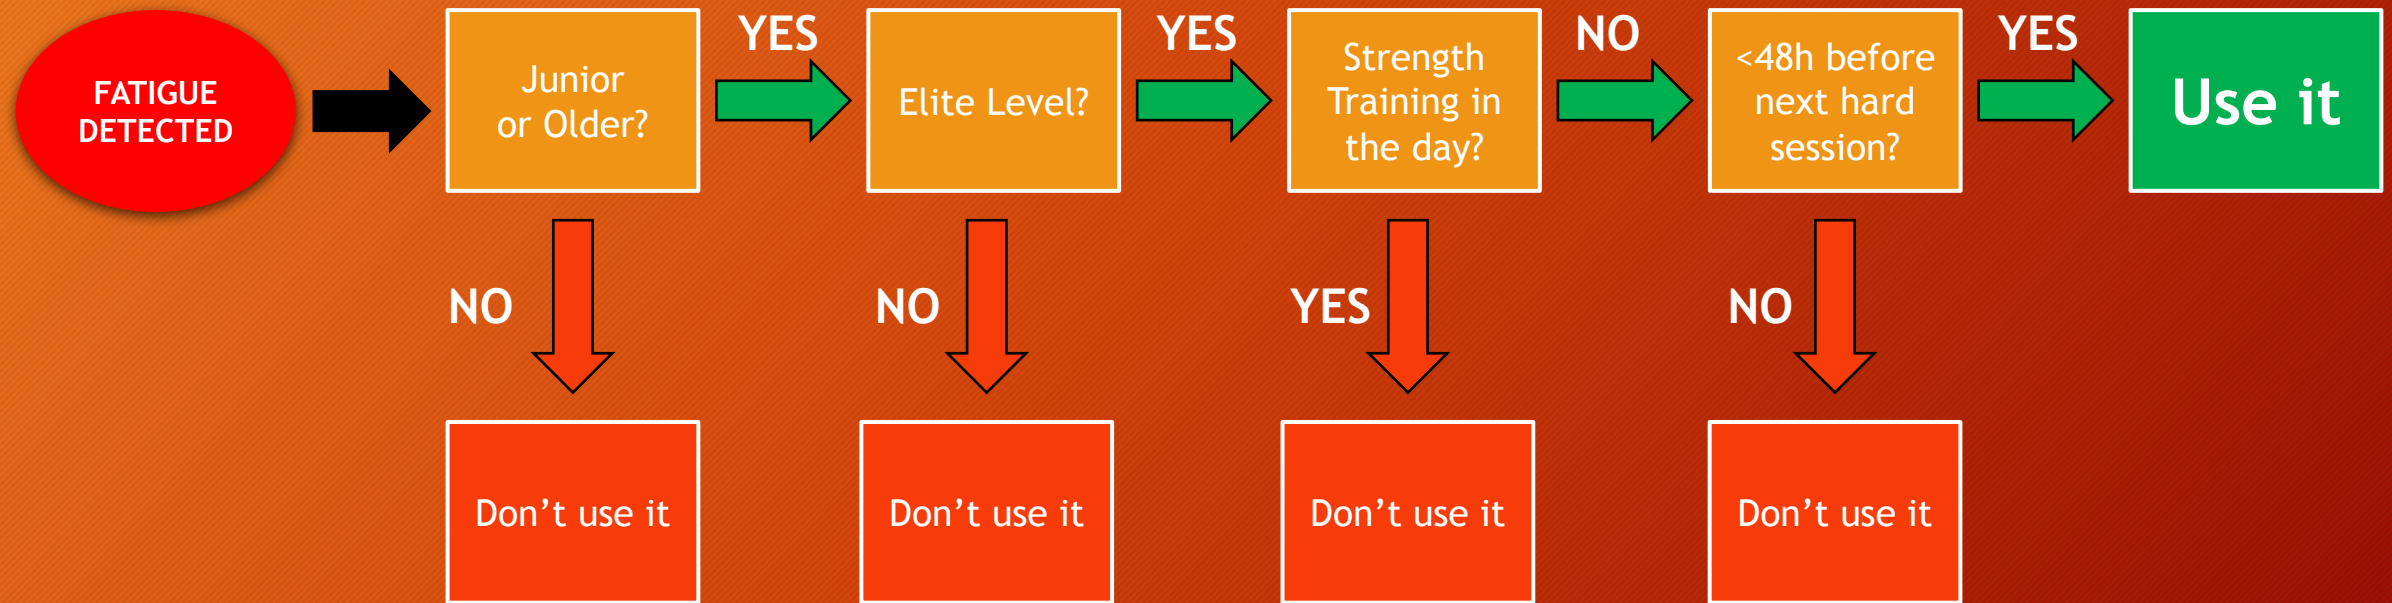 FATIGUE
DETECTED
Junior
or Older?
YES
Elite Level?
YES
Strength
Training in
the day?
NO
<48h before
next hard
session?
YES
Use it
NO
NO
YES
NO
Don’t use it
Don’t use it
Don’t use it
Don’t use it